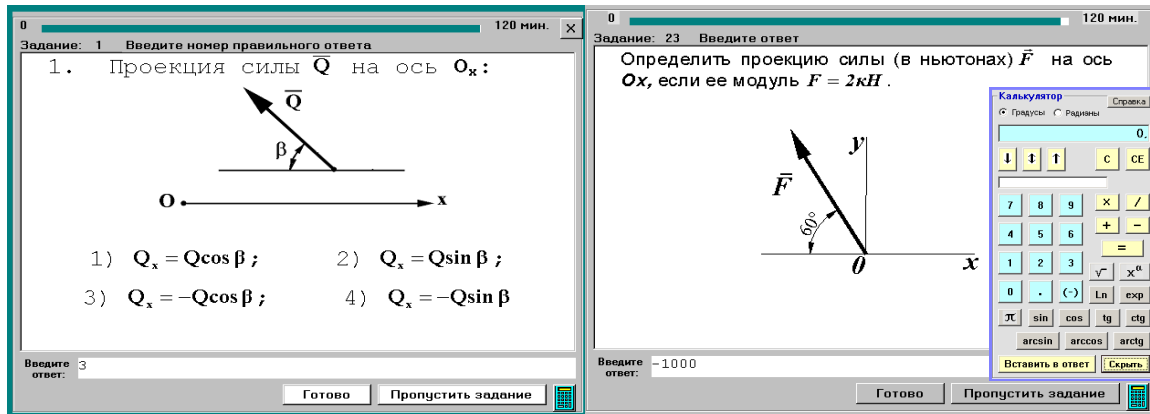 0 120 мин. ×
Задание: 1 Введите номер правильного ответа
1. Проекция силы Q̅ на ось Oₓ:
Q̅
β
O x
1) Qₓ = Qcos β ; 2) Qₓ = Qsin β ;
3) Qₓ = −Qcos β ; 4) Qₓ = −Qsin β
Введите ответ: 3
Готово Пропустить задание
0 120 мин.
Задание: 23 Введите ответ
Определить проекцию силы (в ньютонах) F⃗ на ось
Ox, если ее модуль F = 2кН .
y
F̅
60°
0 x
Калькулятор Справка
Градусы Радианы
0.
↓ ↕ ↑ C CE
7 8 9 × /
4 5 6 + −
=
1 2 3 √ xᵅ
0 . (-) Ln exp
π sin cos tg ctg
arcsin arccos arctg
Вставить в ответ Скрыть
Введите ответ: -1000
Готово Пропустить задание